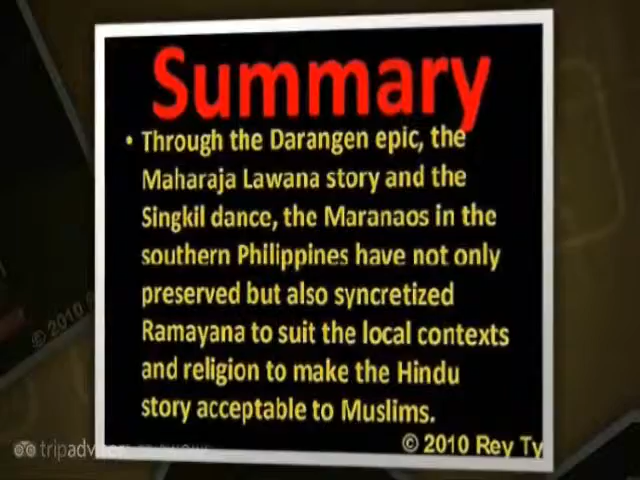 Summary
• Through the Darangen epic, the
Maharaja Lawana story and the
Singkil dance, the Maranaos in the
southern Philippines have not only
preserved but also syncretized
Ramayana to suit the local contexts
and religion to make the Hindu
story acceptable to Muslims.
© 2010 Rey Ty
© 2010
tripadvisor